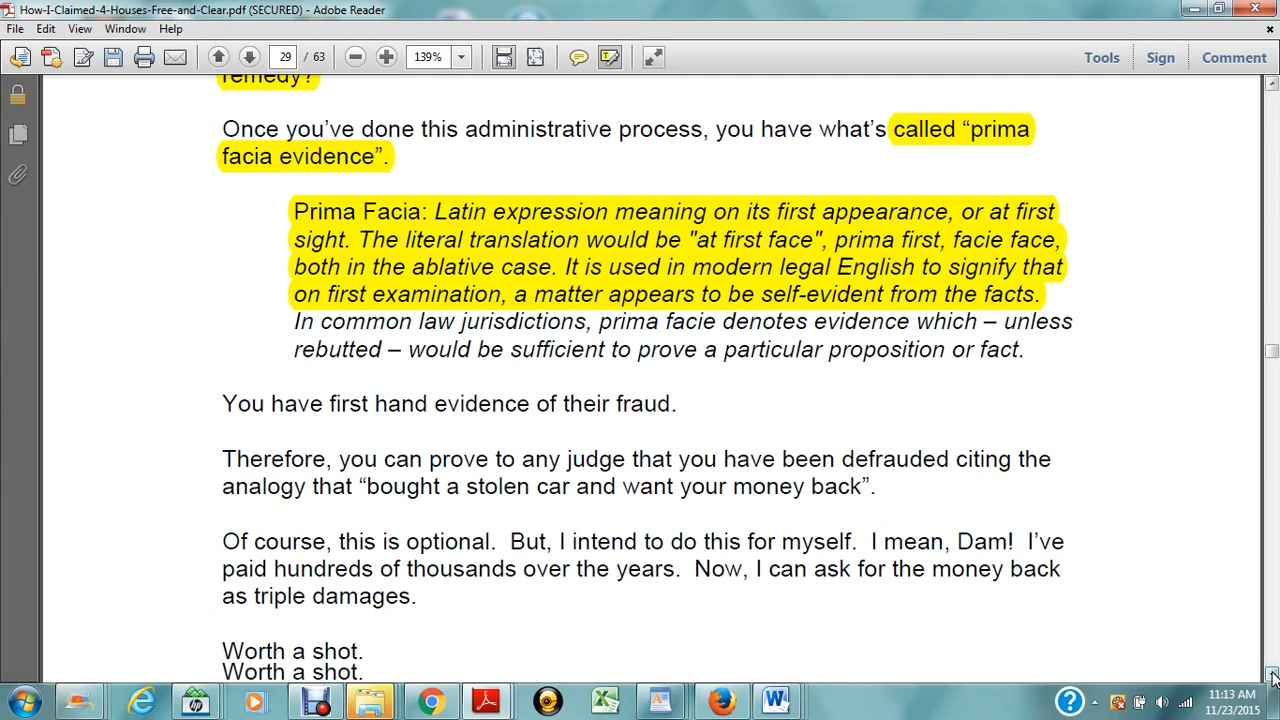 How-I-Claimed-4-Houses-Free-and-Clear.pdf (SECURED) - Adobe Reader
File Edit View Window Help
29 / 63 139% Tools Sign Comment
remedy?
Once you've done this administrative process, you have what's called “prima
facia evidence”.
Prima Facia: Latin expression meaning on its first appearance, or at first
sight. The literal translation would be "at first face", prima first, facie face,
both in the ablative case. It is used in modern legal English to signify that
on first examination, a matter appears to be self-evident from the facts.
In common law jurisdictions, prima facie denotes evidence which – unless
rebutted – would be sufficient to prove a particular proposition or fact.
You have first hand evidence of their fraud.
Therefore, you can prove to any judge that you have been defrauded citing the
analogy that “bought a stolen car and want your money back”.
Of course, this is optional.  But, I intend to do this for myself.  I mean, Dam!  I've
paid hundreds of thousands over the years.  Now, I can ask for the money back
as triple damages.
Worth a shot.
Worth a shot.
11:13 AM
11/23/2015